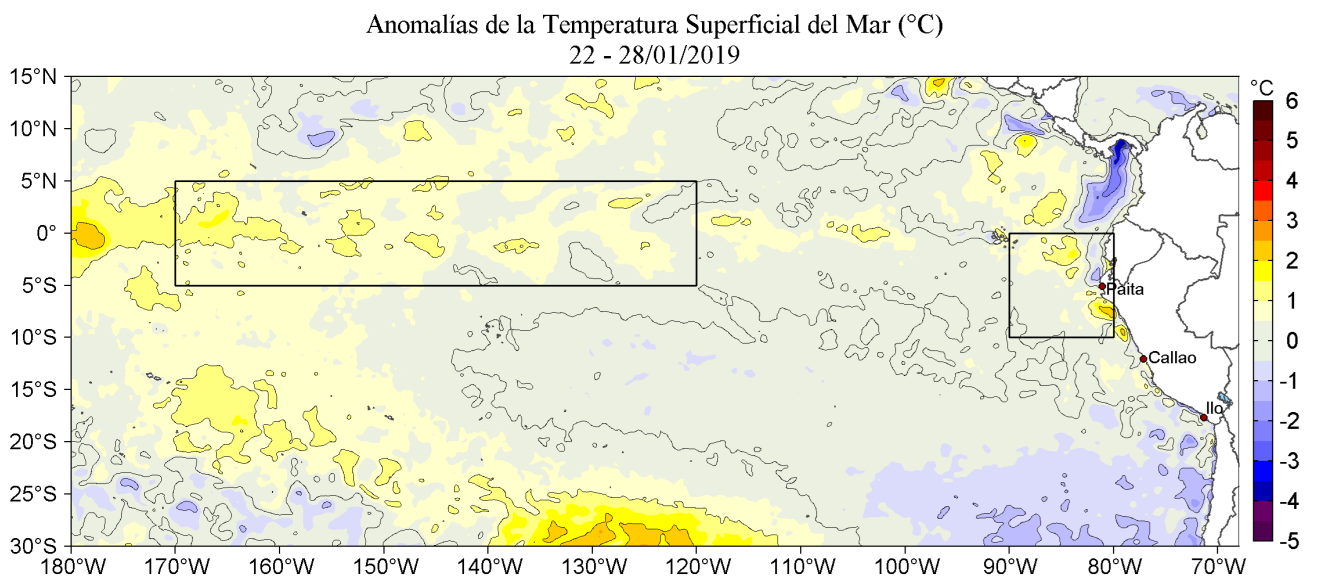 Anomalías de la Temperatura Superficial del Mar (°C)
22 - 28/01/2019
15°N
10°N
5°N
0°
5°S
10°S
15°S
20°S
25°S
30°S
180°W 170°W 160°W 150°W 140°W 130°W 120°W 110°W 100°W 90°W 80°W 70°W
Paita
Callao
Ilo
°C
6
5
4
3
2
1
0
-1
-2
-3
-4
-5